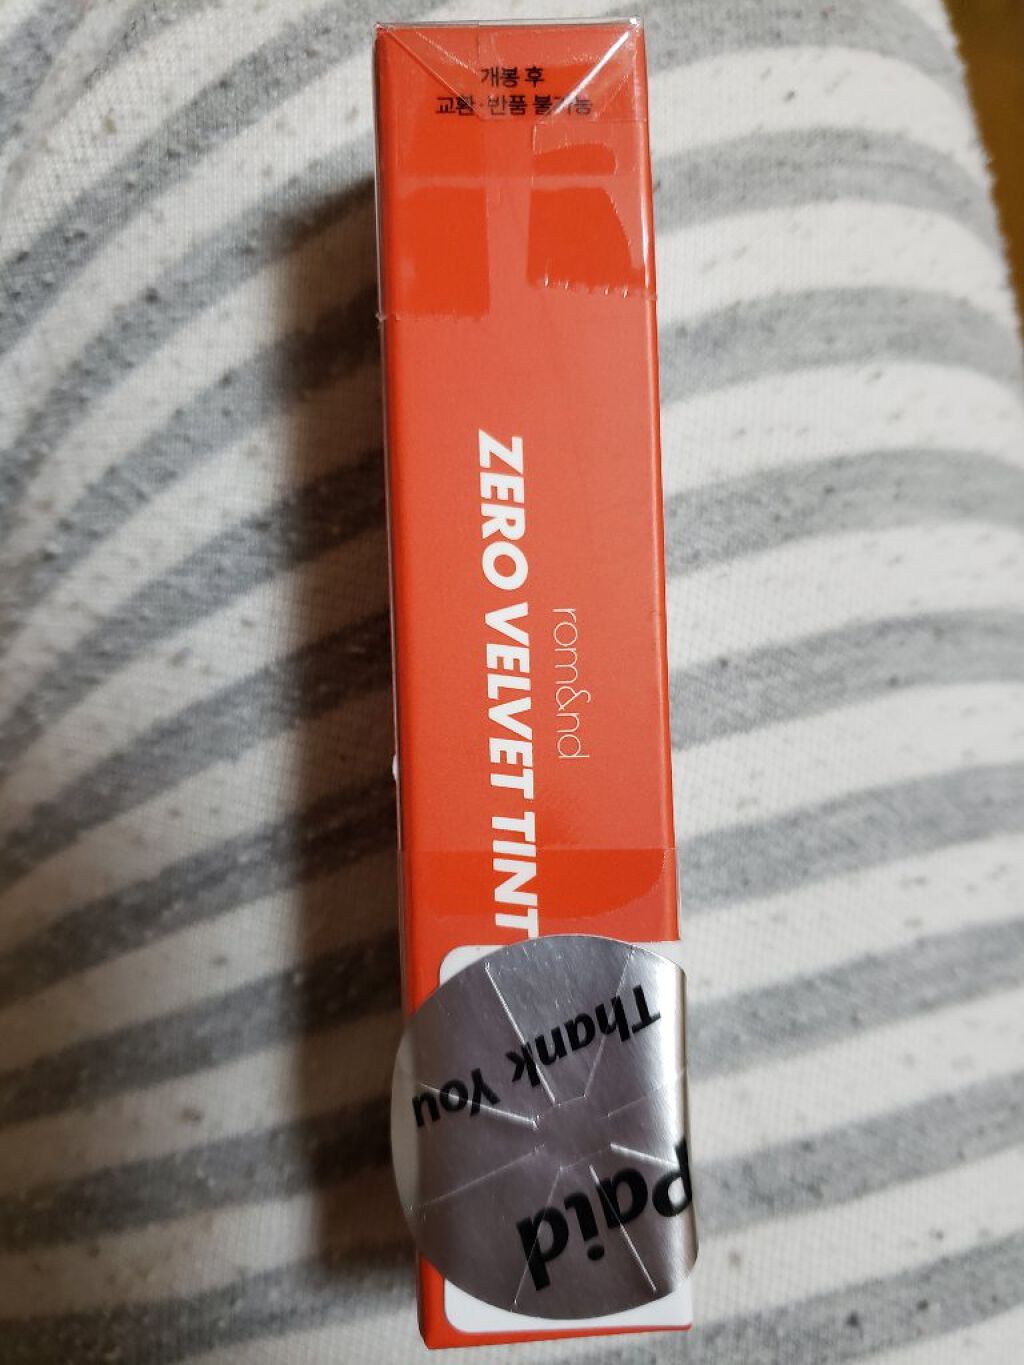 개봉 후
교환·반품 불가능
rom&nd
ZERO VELVET TINT
Thank You
Paid